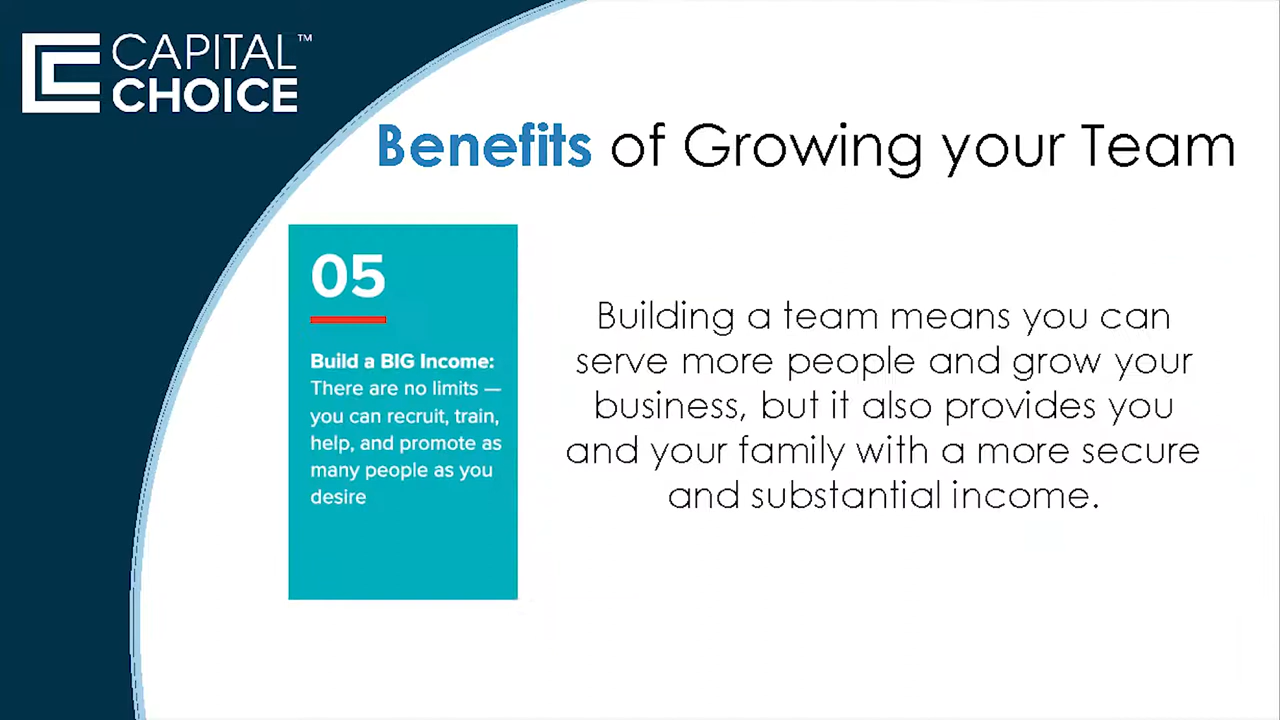 CAPITAL™
CHOICE
Benefits of Growing your Team
05
Build a BIG Income:
There are no limits —
you can recruit, train,
help, and promote as
many people as you
desire
Building a team means you can
serve more people and grow your
business, but it also provides you
and your family with a more secure
and substantial income.